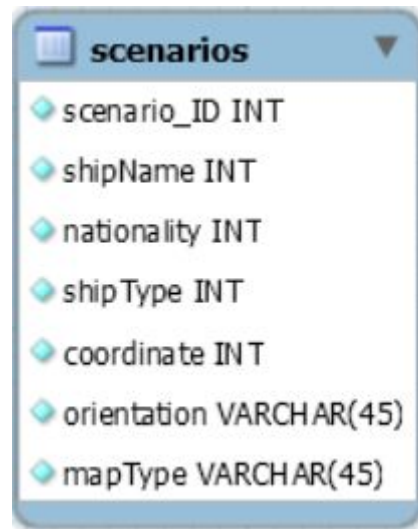 scenarios
scenario_ID INT
shipName INT
nationality INT
shipType INT
coordinate INT
orientation VARCHAR(45)
mapType VARCHAR(45)